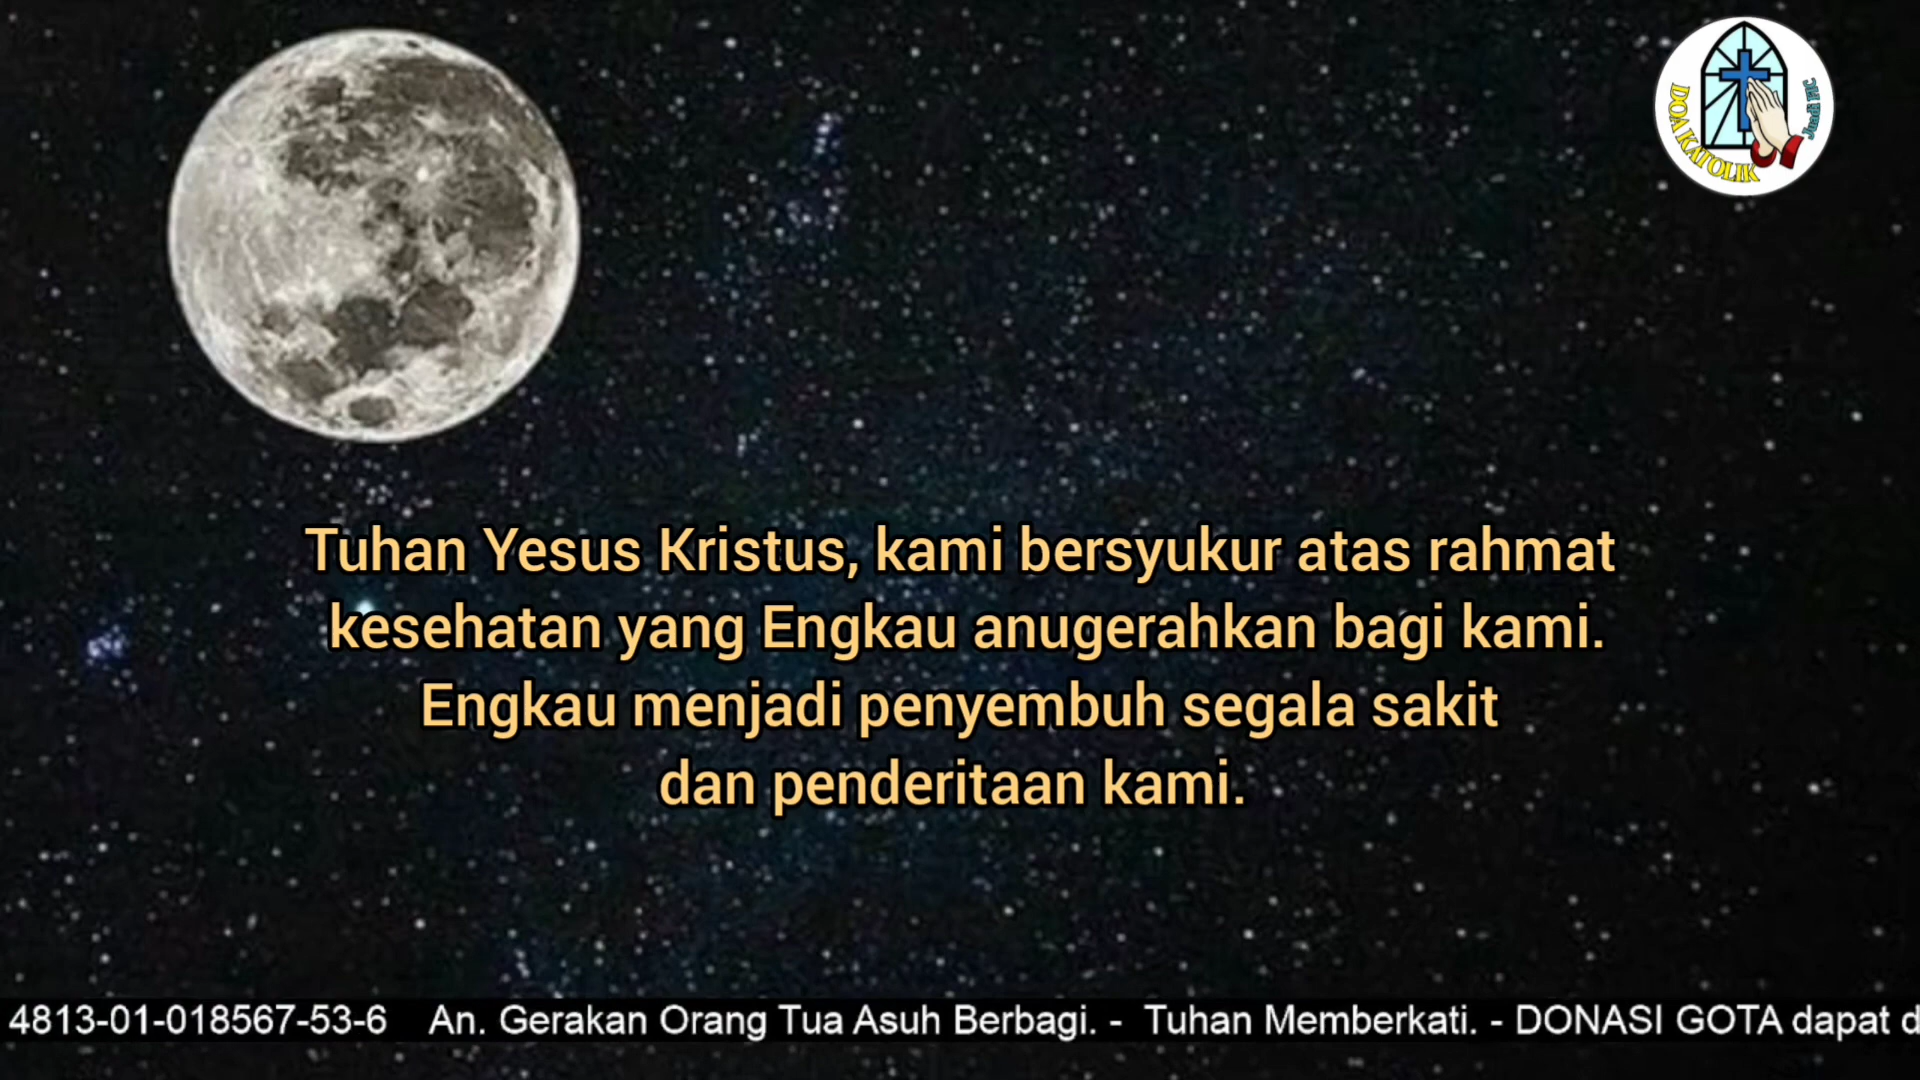 DOA KATOLIK
Tuhan Yesus Kristus, kami bersyukur atas rahmat
kesehatan yang Engkau anugerahkan bagi kami.
Engkau menjadi penyembuh segala sakit
dan penderitaan kami.
4813-01-018567-53-6 An. Gerakan Orang Tua Asuh Berbagi. - Tuhan Memberkati. - DONASI GOTA dapat d